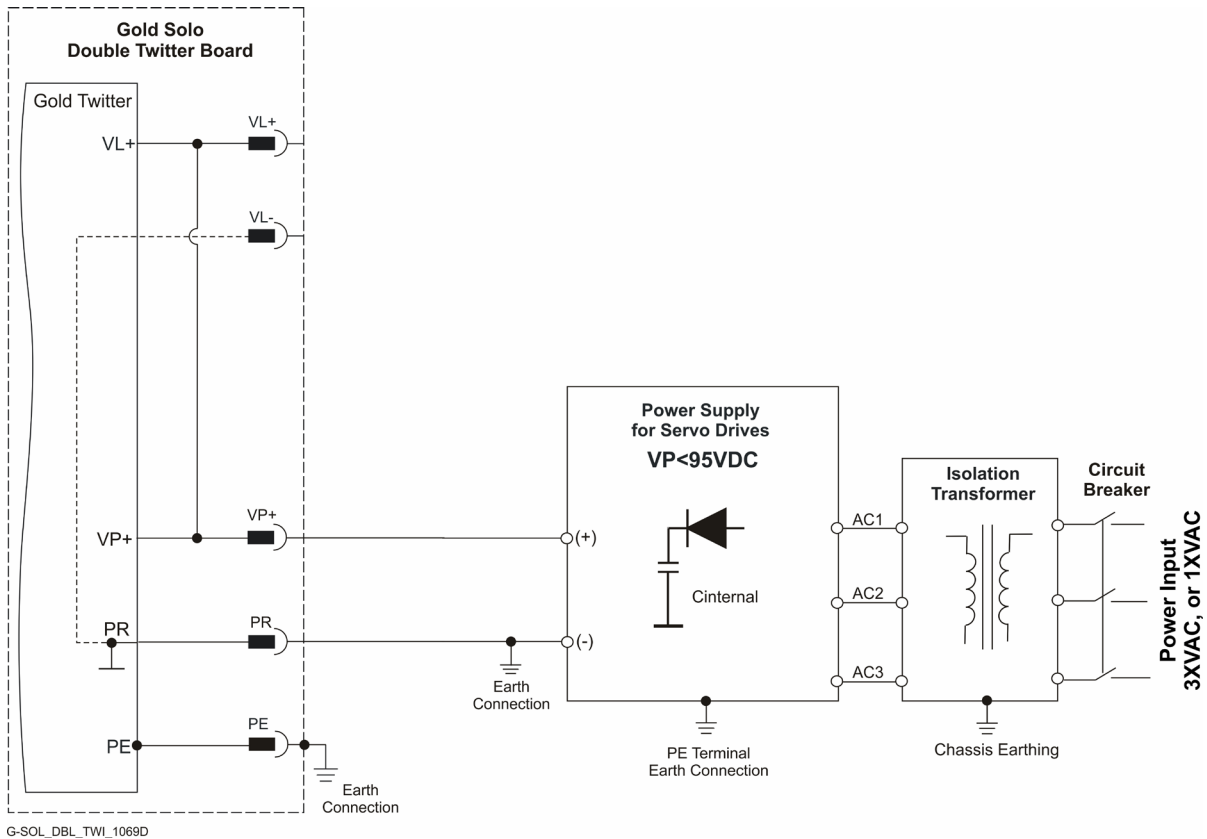 Gold Solo
Double Twitter Board
Gold Twitter
VL+
VL+
VL-
VP+
VP+
PR
PR
PE
PE
Earth
Connection
Earth
Connection
Power Supply
for Servo Drives
VP<95VDC
(+)
Cinternal
(-)
PE Terminal
Earth Connection
AC1
AC2
AC3
Isolation
Transformer
Chassis Earthing
Circuit
Breaker
Power Input
3XVAC, or 1XVAC
G-SOL_DBL_TWI_1069D